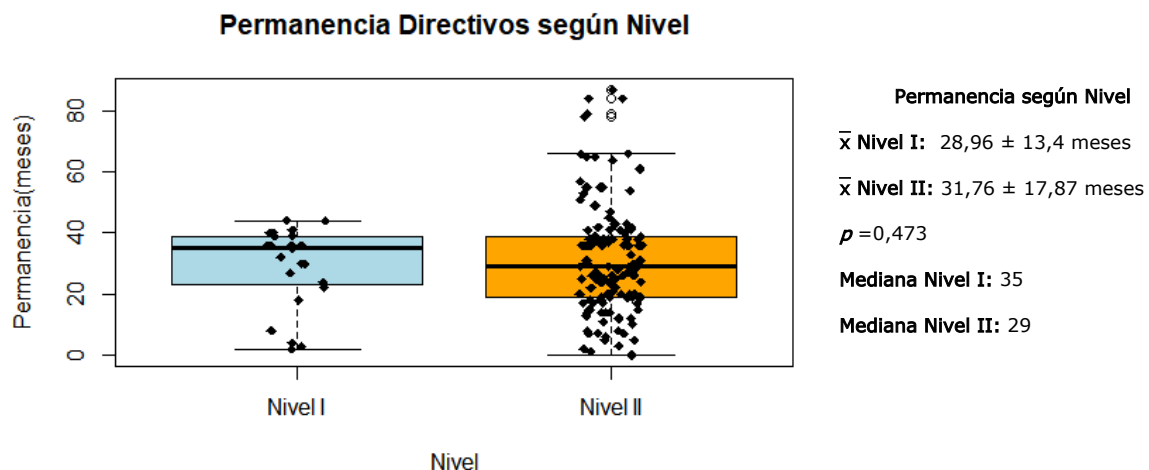 Permanencia Directivos según Nivel
Permanencia(meses)
80
60
40
20
0
Nivel I
Nivel II
Nivel
Permanencia según Nivel
x̅ Nivel I: 28,96 ± 13,4 meses
x̅ Nivel II: 31,76 ± 17,87 meses
p =0,473
Mediana Nivel I: 35
Mediana Nivel II: 29